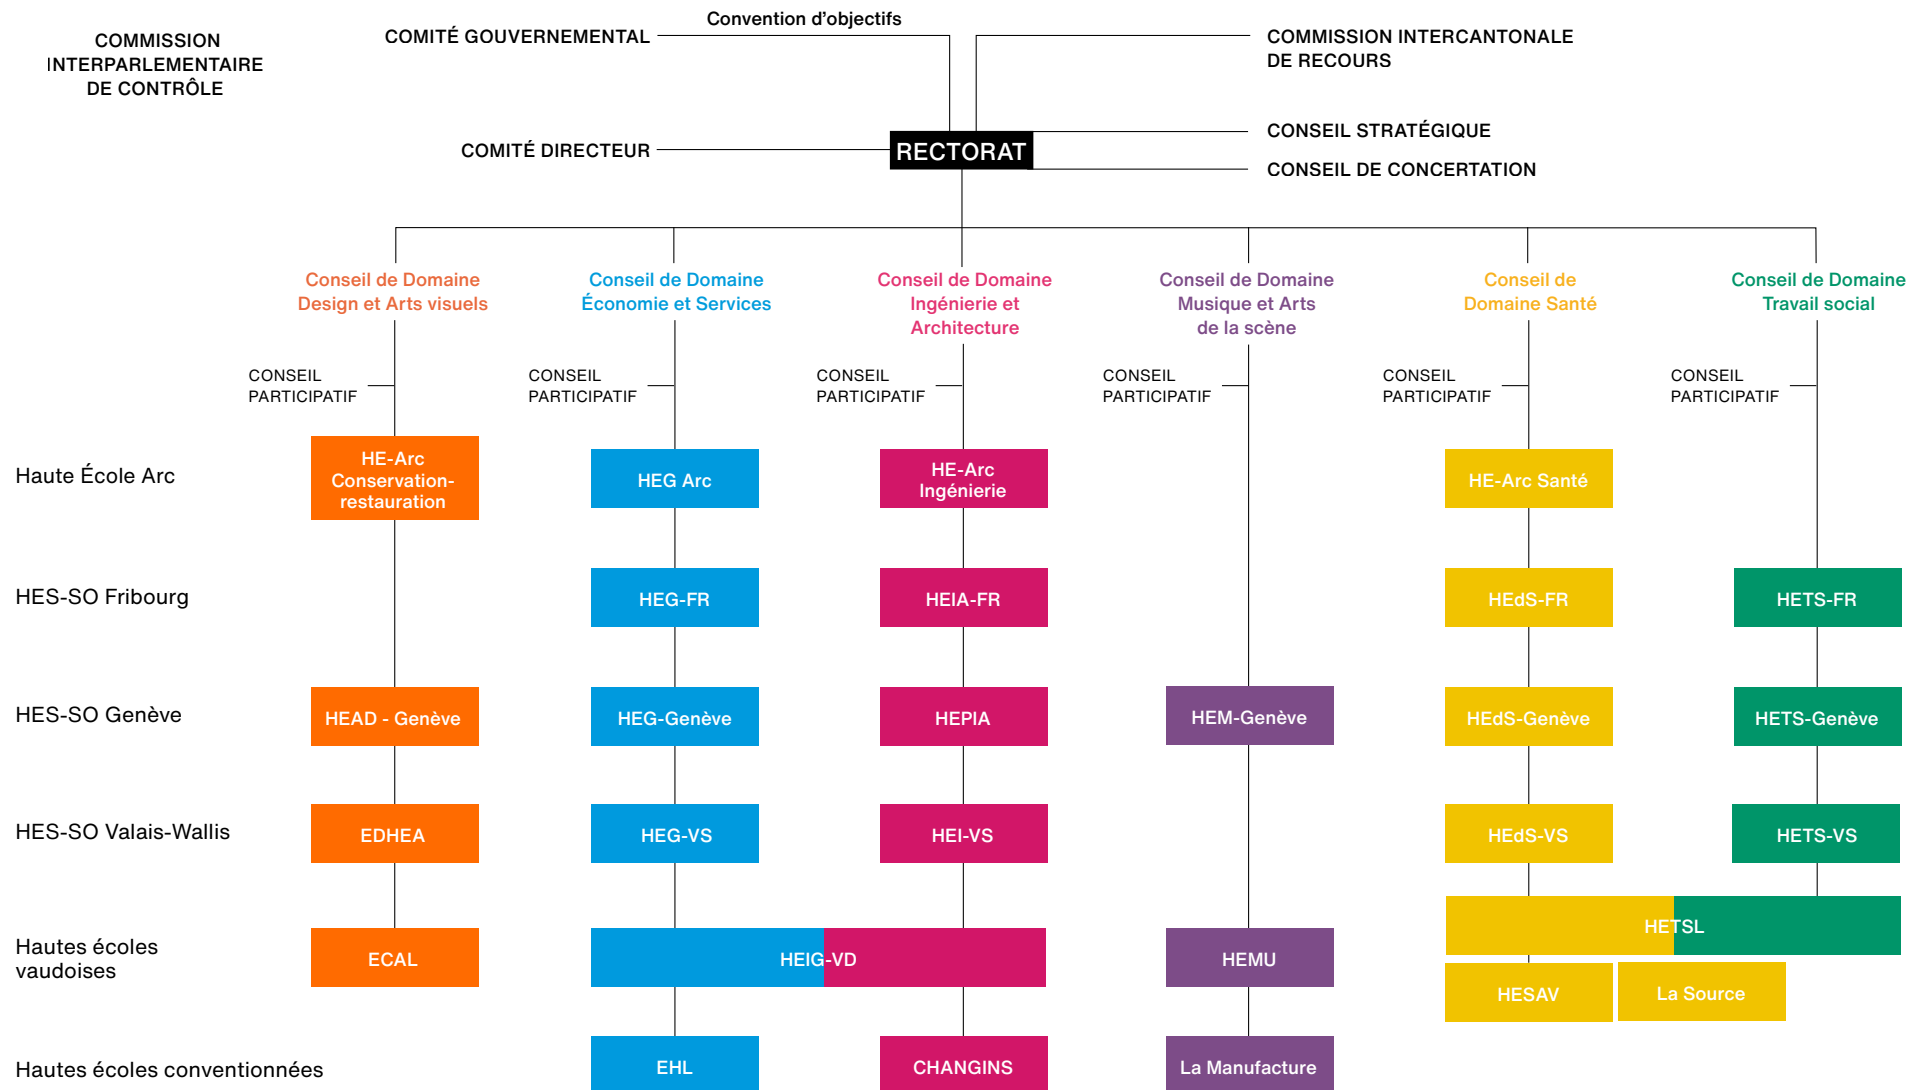 Convention d’objectifs
COMMISSION
INTERPARLEMENTAIRE
DE CONTRÔLE
COMITÉ GOUVERNEMENTAL
COMMISSION INTERCANTONALE
DE RECOURS
CONSEIL STRATÉGIQUE
COMITÉ DIRECTEUR
RECTORAT
CONSEIL DE CONCERTATION
Conseil de Domaine
Design et Arts visuels
Conseil de Domaine
Économie et Services
Conseil de Domaine
Ingénierie et
Architecture
Conseil de Domaine
Musique et Arts
de la scène
Conseil de
Domaine Santé
Conseil de Domaine
Travail social
CONSEIL
PARTICIPATIF
CONSEIL
PARTICIPATIF
CONSEIL
PARTICIPATIF
CONSEIL
PARTICIPATIF
CONSEIL
PARTICIPATIF
CONSEIL
PARTICIPATIF
Haute École Arc
HE-Arc
Conservation-
restauration
HEG Arc
HE-Arc
Ingénierie
HE-Arc Santé
HES-SO Fribourg
HEG-FR
HEIA-FR
HEdS-FR
HETS-FR
HES-SO Genève
HEAD - Genève
HEG-Genève
HEPIA
HEM-Genève
HEdS-Genève
HETS-Genève
HES-SO Valais-Wallis
EDHEA
HEG-VS
HEI-VS
HEdS-VS
HETS-VS
Hautes écoles
vaudoises
ECAL
HEIG-VD
HEMU
HETSL
HESAV
La Source
Hautes écoles conventionnées
EHL
CHANGINS
La Manufacture